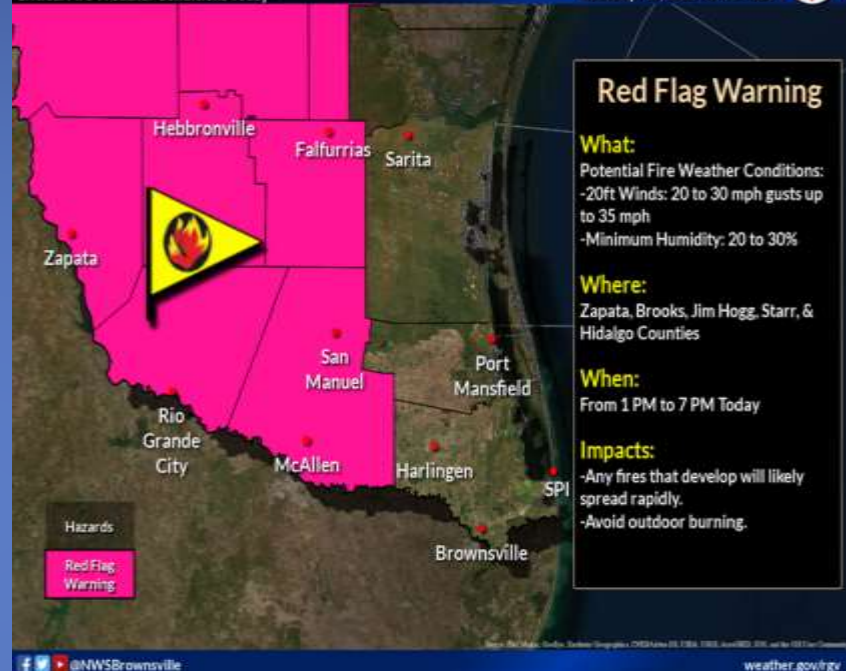 Hebbronville
Falfurrias
Sarita
Zapata
San
Manuel
Port
Mansfield
Rio
Grande
City
McAllen
Harlingen
SPI
Brownsville
Hazards
Red Flag
Warning
Red Flag Warning
What:
Potential Fire Weather Conditions:
-20ft Winds: 20 to 30 mph gusts up
to 35 mph
-Minimum Humidity: 20 to 30%
Where:
Zapata, Brooks, Jim Hogg, Starr, &
Hidalgo Counties
When:
From 1 PM to 7 PM Today
Impacts:
-Any fires that develop will likely
spread rapidly.
-Avoid outdoor burning.
@NWSBrownsville
weather.gov/rgv